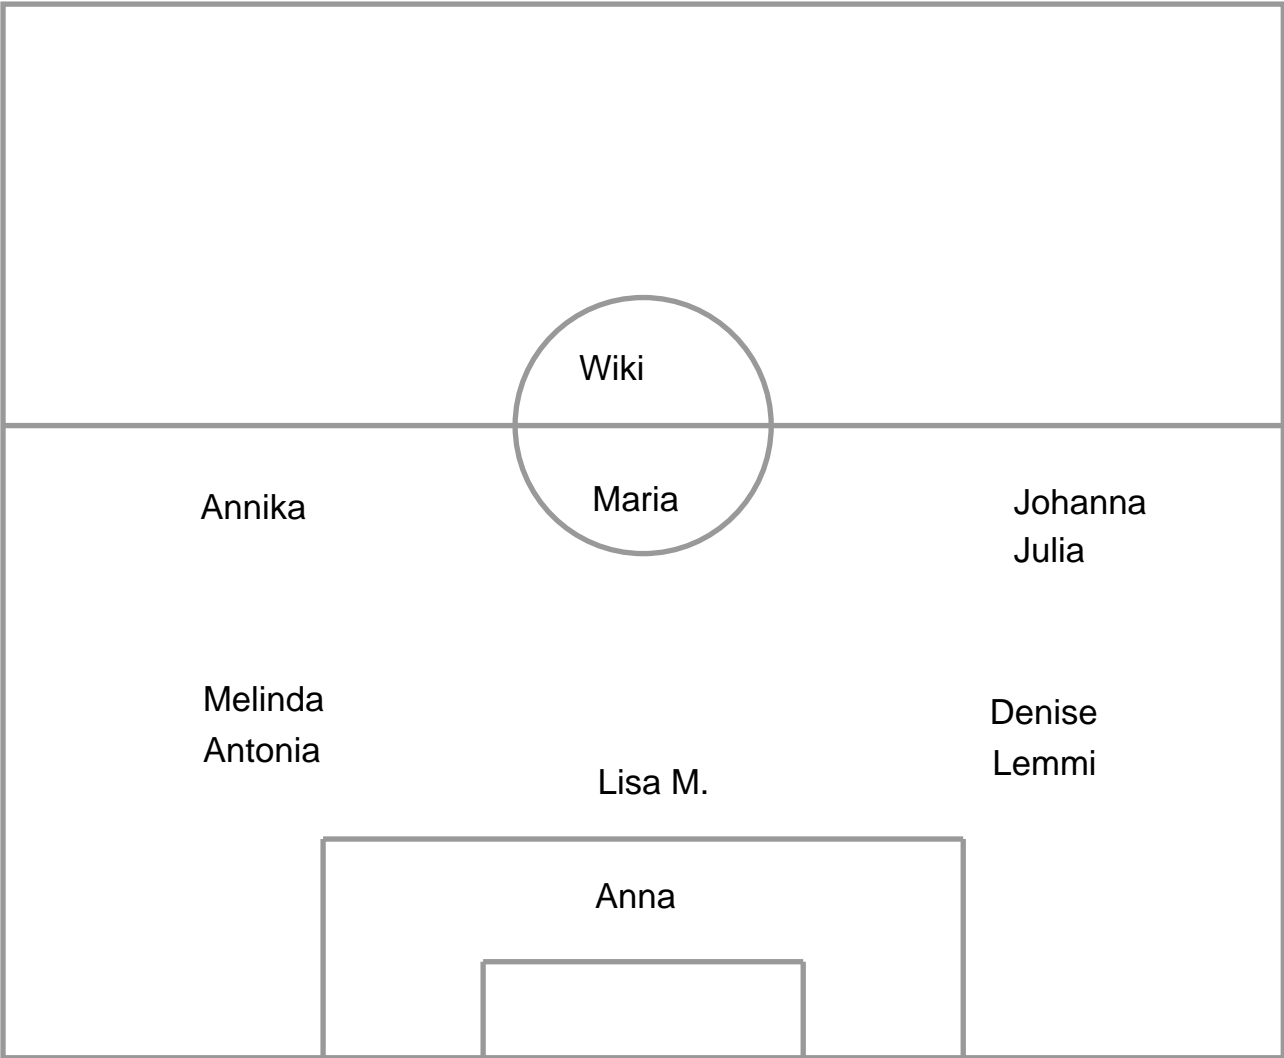 Wiki
Annika
Maria
Johanna
Julia
Melinda
Antonia
Denise
Lemmi
Lisa M.
Anna